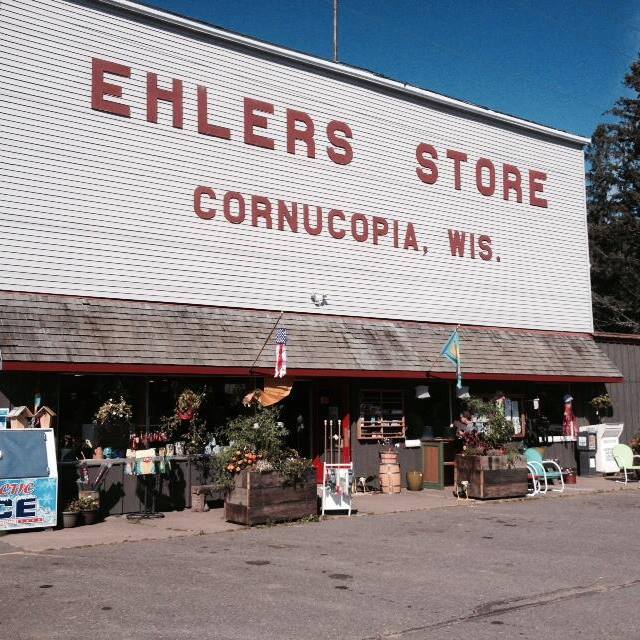 EHLERS STORE
CORNUCOPIA, WIS.
ICE